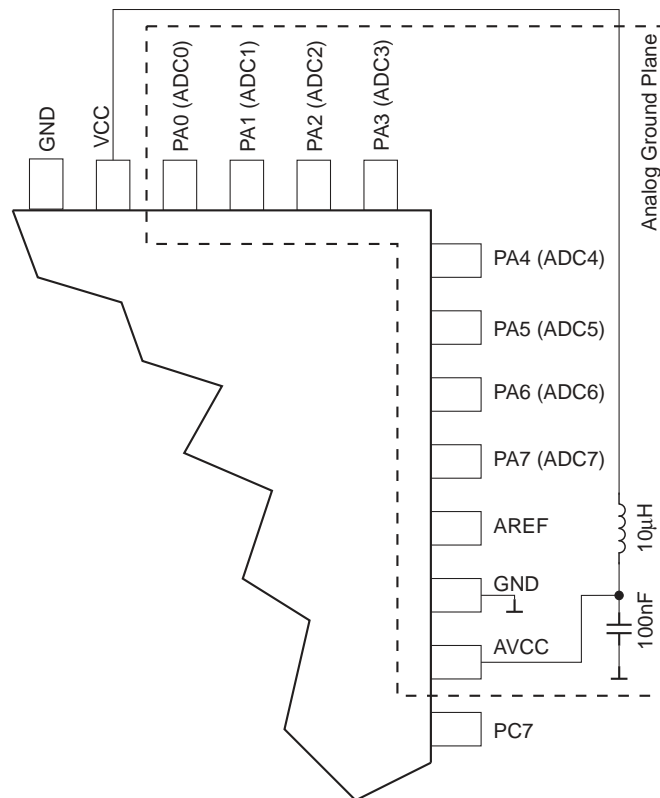 GND
VCC
PA0 (ADC0)
PA1 (ADC1)
PA2 (ADC2)
PA3 (ADC3)
Analog Ground Plane
PA4 (ADC4)
PA5 (ADC5)
PA6 (ADC6)
PA7 (ADC7)
AREF
10μH
GND
AVCC
100nF
PC7